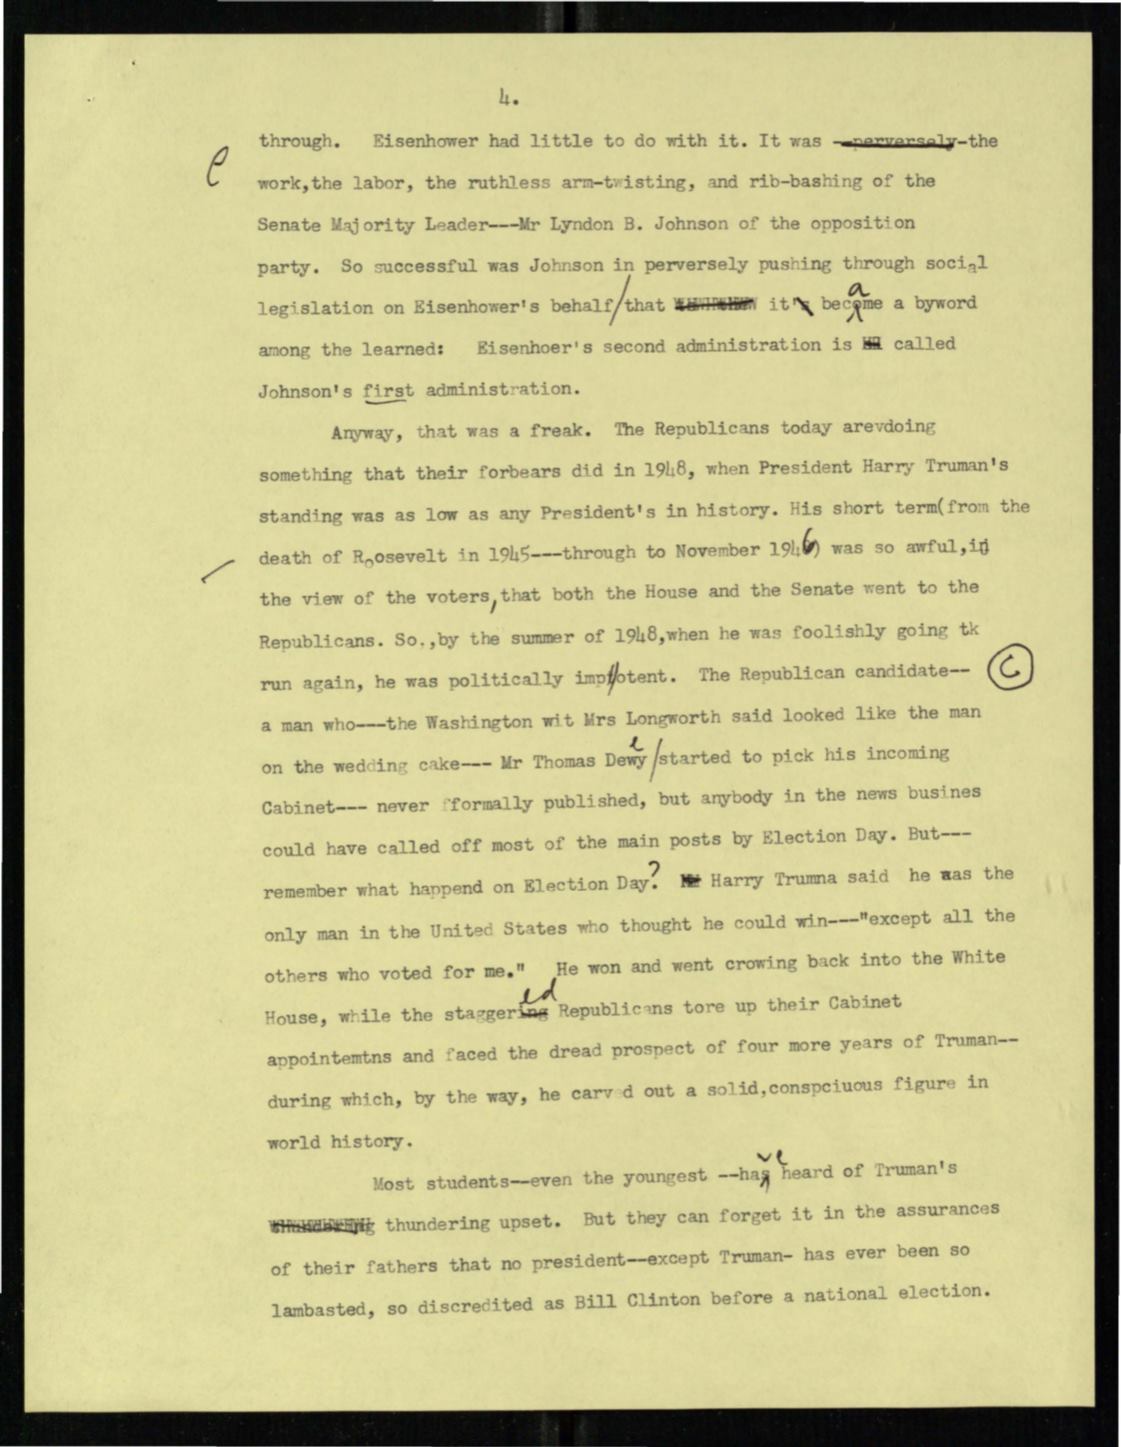 4.
through. Eisenhower had little to do with it. It was --perversely-the
work,the labor, the ruthless arm-twisting, and rib-bashing of the
Senate Majority Leader---Mr Lyndon B. Johnson of the opposition
party. So successful was Johnson in perversely pushing through social
legislation on Eisenhower's behalf/that it' became a byword
among the learned: Eisenhoer's second administration is called
Johnson's first administration.
Anyway, that was a freak. The Republicans today arevdoing
something that their forbears did in 1948, when President Harry Truman's
standing was as low as any President's in history. His short term(from the
death of Roosevelt in 1945---through to November 1946) was so awful,in
the view of the voters,that both the House and the Senate went to the
Republicans. So.,by the summer of 1948,when he was foolishly going tk
run again, he was politically impotent. The Republican candidate--
C
a man who---the Washington wit Mrs Longworth said looked like the man
on the wedding cake--- Mr Thomas Dewey/started to pick his incoming
Cabinet--- never fformally published, but anybody in the news busines
could have called off most of the main posts by Election Day. But---
remember what happend on Election Day? Harry Trumna said he was the
only man in the United States who thought he could win---"except all the
others who voted for me." He won and went crowing back into the White
House, while the staggered Republicans tore up their Cabinet
appointemtns and faced the dread prospect of four more years of Truman--
during which, by the way, he carv d out a solid,conspciuous figure in
world history.
Most students--even the youngest --have heard of Truman's
thundering thundering upset. But they can forget it in the assurances
of their fathers that no president--except Truman- has ever been so
lambasted, so discredited as Bill Clinton before a national election.